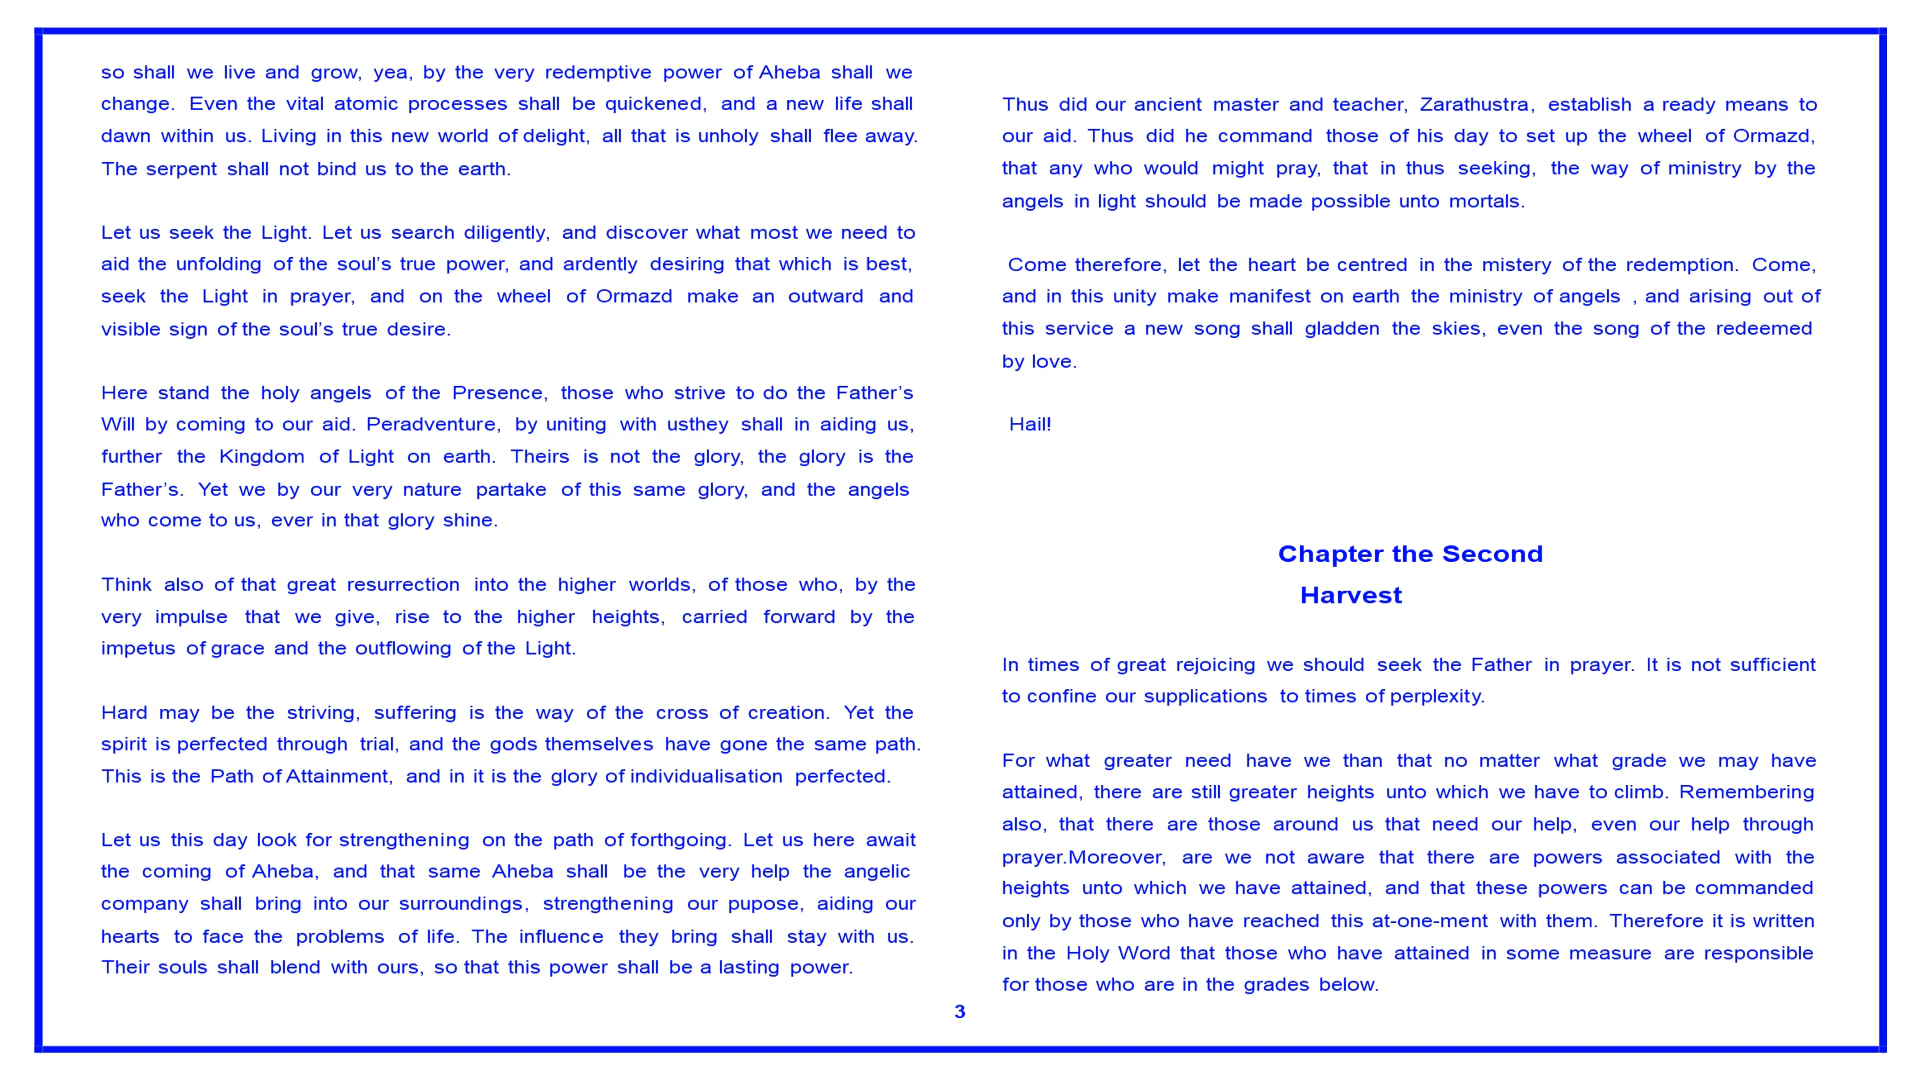 so shall we live and grow, yea, by the very redemptive power of Aheba shall we
change. Even the vital atomic processes shall be quickened, and a new life shall
dawn within us. Living in this new world of delight, all that is unholy shall flee away.
The serpent shall not bind us to the earth.
Let us seek the Light. Let us search diligently, and discover what most we need to
aid the unfolding of the soul’s true power, and ardently desiring that which is best,
seek the Light in prayer, and on the wheel of Ormazd make an outward and
visible sign of the soul’s true desire.
Here stand the holy angels of the Presence, those who strive to do the Father’s
Will by coming to our aid. Peradventure, by uniting with usthey shall in aiding us,
further the Kingdom of Light on earth. Theirs is not the glory, the glory is the
Father’s. Yet we by our very nature partake of this same glory, and the angels
who come to us, ever in that glory shine.
Think also of that great resurrection into the higher worlds, of those who, by the
very impulse that we give, rise to the higher heights, carried forward by the
impetus of grace and the outflowing of the Light.
Hard may be the striving, suffering is the way of the cross of creation. Yet the
spirit is perfected through trial, and the gods themselves have gone the same path.
This is the Path of Attainment, and in it is the glory of individualisation perfected.
Let us this day look for strengthening on the path of forthgoing. Let us here await
the coming of Aheba, and that same Aheba shall be the very help the angelic
company shall bring into our surroundings, strengthening our pupose, aiding our
hearts to face the problems of life. The influence they bring shall stay with us.
Their souls shall blend with ours, so that this power shall be a lasting power.
Thus did our ancient master and teacher, Zarathustra, establish a ready means to
our aid. Thus did he command those of his day to set up the wheel of Ormazd,
that any who would might pray, that in thus seeking, the way of ministry by the
angels in light should be made possible unto mortals.
Come therefore, let the heart be centred in the mistery of the redemption. Come,
and in this unity make manifest on earth the ministry of angels , and arising out of
this service a new song shall gladden the skies, even the song of the redeemed
by love.
Hail!
Chapter the Second
Harvest
In times of great rejoicing we should seek the Father in prayer. It is not sufficient
to confine our supplications to times of perplexity.
For what greater need have we than that no matter what grade we may have
attained, there are still greater heights unto which we have to climb. Remembering
also, that there are those around us that need our help, even our help through
prayer.Moreover, are we not aware that there are powers associated with the
heights unto which we have attained, and that these powers can be commanded
only by those who have reached this at-one-ment with them. Therefore it is written
in the Holy Word that those who have attained in some measure are responsible
for those who are in the grades below.
3